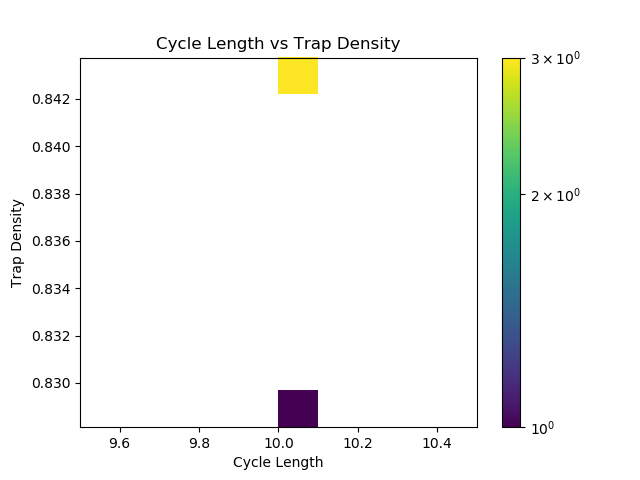 Cycle Length vs Trap Density
Trap Density
0.842
0.840
0.838
0.836
0.834
0.832
0.830
9.6 9.8 10.0 10.2 10.4
Cycle Length
3 × 10⁰
2 × 10⁰
10⁰